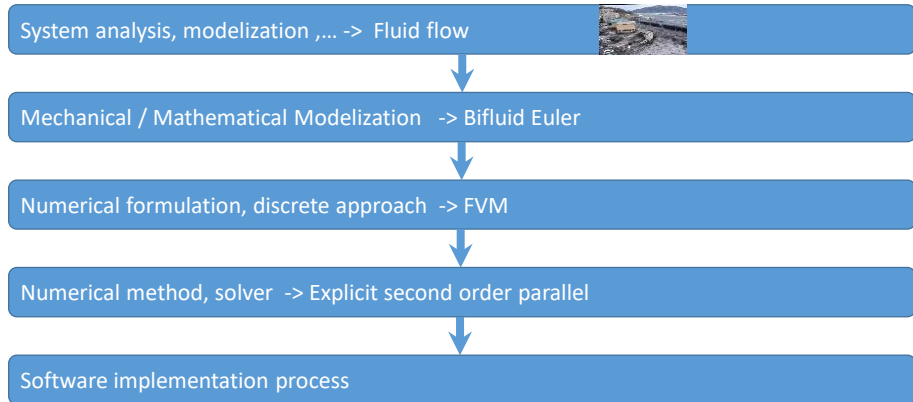 System analysis, modelization ,… -> Fluid flow
Mechanical / Mathematical Modelization -> Bifluid Euler
Numerical formulation, discrete approach -> FVM
Numerical method, solver -> Explicit second order parallel
Software implementation process